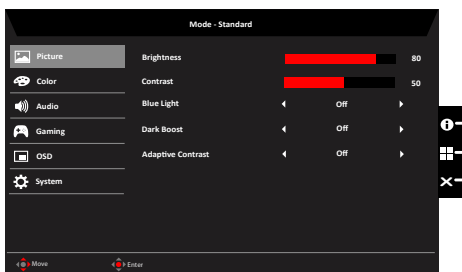 Mode - Standard
Picture
Brightness 80
Color
Contrast 50
Audio
Blue Light Off
Gaming
Dark Boost Off
OSD
Adaptive Contrast Off
System
Move Enter